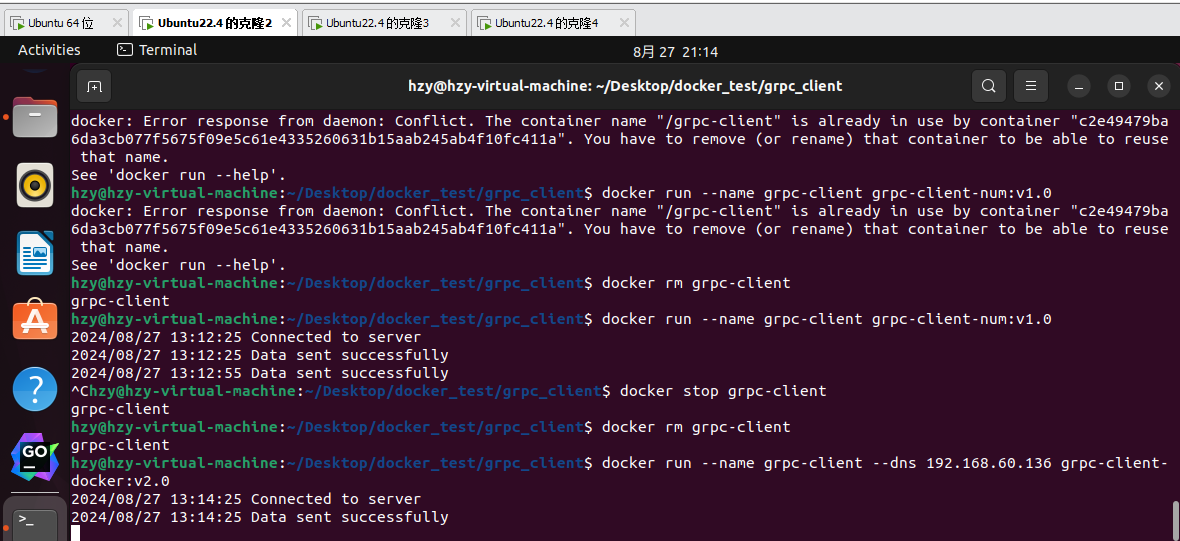 Ubuntu 64 位
Ubuntu22.4 的克隆2
Ubuntu22.4 的克隆3
Ubuntu22.4 的克隆4
Activities
Terminal
8月 27 21:14
hzy@hzy-virtual-machine: ~/Desktop/docker_test/grpc_client
docker: Error response from daemon: Conflict. The container name "/grpc-client" is already in use by container "c2e49479ba
6da3cb077f5675f09e5c61e4335260631b15aab245ab4f10fc411a". You have to remove (or rename) that container to be able to reuse
that name.
See 'docker run --help'.
hzy@hzy-virtual-machine:~/Desktop/docker_test/grpc_client$ docker run --name grpc-client grpc-client-num:v1.0
docker: Error response from daemon: Conflict. The container name "/grpc-client" is already in use by container "c2e49479ba
6da3cb077f5675f09e5c61e4335260631b15aab245ab4f10fc411a". You have to remove (or rename) that container to be able to reuse
that name.
See 'docker run --help'.
hzy@hzy-virtual-machine:~/Desktop/docker_test/grpc_client$ docker rm grpc-client
grpc-client
hzy@hzy-virtual-machine:~/Desktop/docker_test/grpc_client$ docker run --name grpc-client grpc-client-num:v1.0
2024/08/27 13:12:25 Connected to server
2024/08/27 13:12:25 Data sent successfully
2024/08/27 13:12:55 Data sent successfully
^Chzy@hzy-virtual-machine:~/Desktop/docker_test/grpc_client$ docker stop grpc-client
grpc-client
hzy@hzy-virtual-machine:~/Desktop/docker_test/grpc_client$ docker rm grpc-client
grpc-client
hzy@hzy-virtual-machine:~/Desktop/docker_test/grpc_client$ docker run --name grpc-client --dns 192.168.60.136 grpc-client-
docker:v2.0
2024/08/27 13:14:25 Connected to server
2024/08/27 13:14:25 Data sent successfully
GO
>_